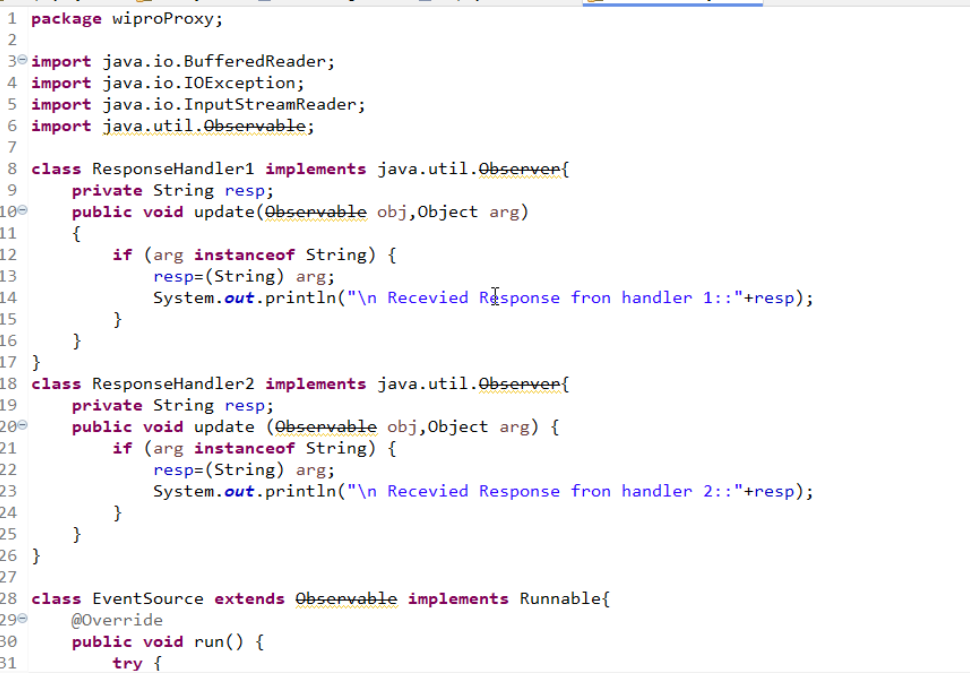 1 package wiproProxy;
2
3 import java.io.BufferedReader;
4 import java.io.IOException;
5 import java.io.InputStreamReader;
6 import java.util.Observable;
7
8 class ResponseHandler1 implements java.util.Observer{
9     private String resp;
10     public void update(Observable obj,Object arg)
11     {
12         if (arg instanceof String) {
13             resp=(String) arg;
14             System.out.println("\n Recevied Response fron handler 1::"+resp);
15         }
16     }
17 }
18 class ResponseHandler2 implements java.util.Observer{
19     private String resp;
20     public void update (Observable obj,Object arg) {
21         if (arg instanceof String) {
22             resp=(String) arg;
23             System.out.println("\n Recevied Response fron handler 2::"+resp);
24         }
25     }
26 }
27
28 class EventSource extends Observable implements Runnable{
29     @Override
30     public void run() {
31         try {